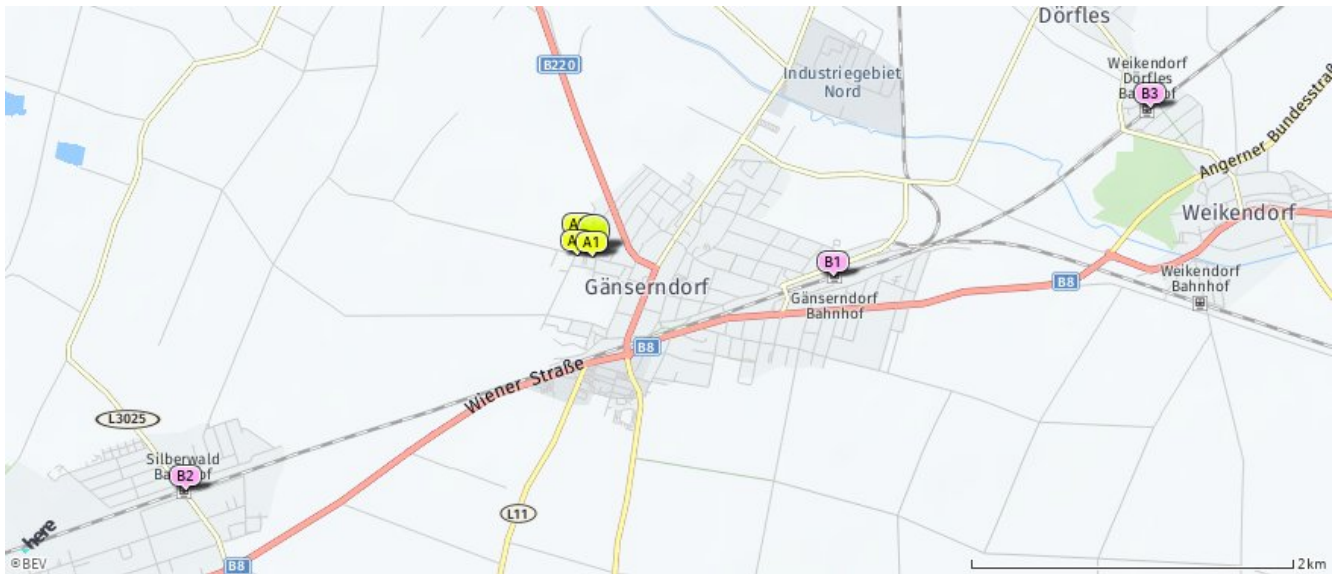 Dörfles
B220
Industriegebiet
Nord
Weikendorf
Dörfles
B3
Angerner Bundesstraß
A1
Weikendorf
B1
Gänserndorf
Weikendorf
Bahnhof
B8
Gänserndorf
Bahnhof
B8
Wiener Straße
L3025
Silberwald
B2
L11
here
©BEV
B8
2km